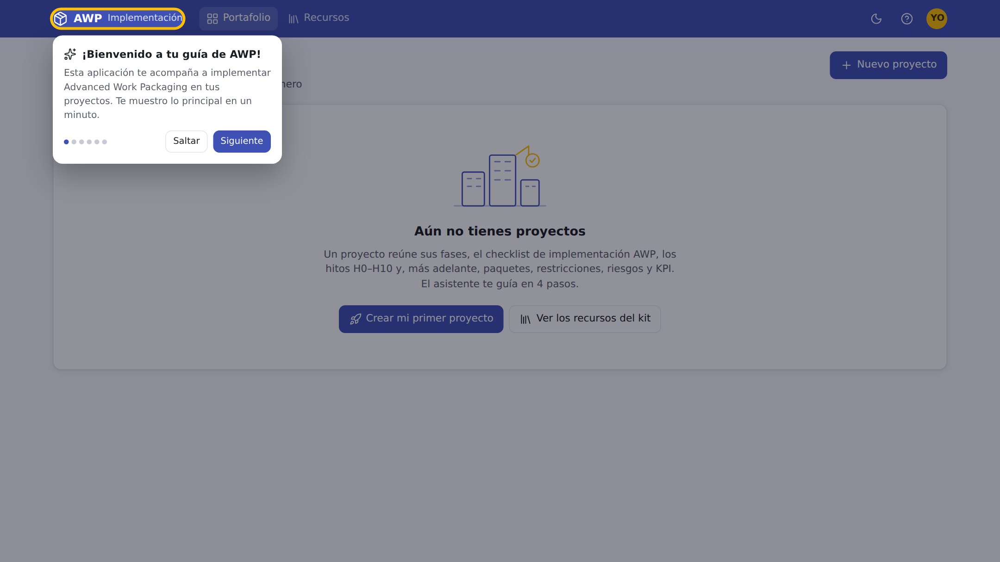 AWP Implementación
Portafolio
Recursos
YO
¡Bienvenido a tu guía de AWP!
Esta aplicación te acompaña a implementar
Advanced Work Packaging en tus
proyectos. Te muestro lo principal en un
minuto.
Saltar
Siguiente
Nuevo proyecto
Aún no tienes proyectos
Un proyecto reúne sus fases, el checklist de implementación AWP, los
hitos H0–H10 y, más adelante, paquetes, restricciones, riesgos y KPI.
El asistente te guía en 4 pasos.
Crear mi primer proyecto
Ver los recursos del kit